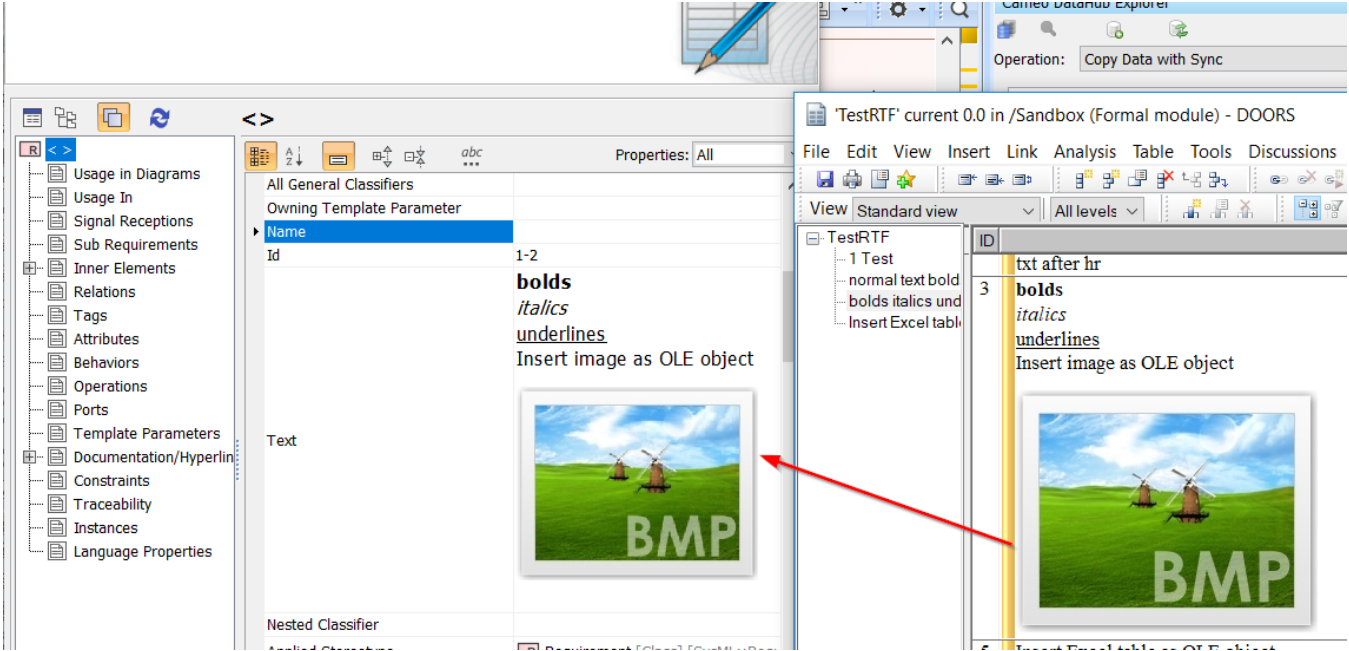 Cameo DataHub Explorer
Operation: Copy Data with Sync
< >
Properties: All
R < >
Usage in Diagrams
Usage In
Signal Receptions
Sub Requirements
Inner Elements
Relations
Tags
Attributes
Behaviors
Operations
Ports
Template Parameters
Documentation/Hyperlin
Constraints
Traceability
Instances
Language Properties
A
Z
abc
All General Classifiers
Owning Template Parameter
Name
Id 1-2
Text
bolds
italics
underlines
Insert image as OLE object
BMP
Nested Classifier
Applied Stereotype R Requirement [Class] [SysML::Requ
'TestRTF' current 0.0 in /Sandbox (Formal module) - DOORS
File Edit View Insert Link Analysis Table Tools Discussions
View Standard view All levels
TestRTF
1 Test
normal text bold
bolds italics und
Insert Excel tabl
ID
txt after hr
3 bolds
italics
underlines
Insert image as OLE object
BMP
5 Insert Excel table as OLE object